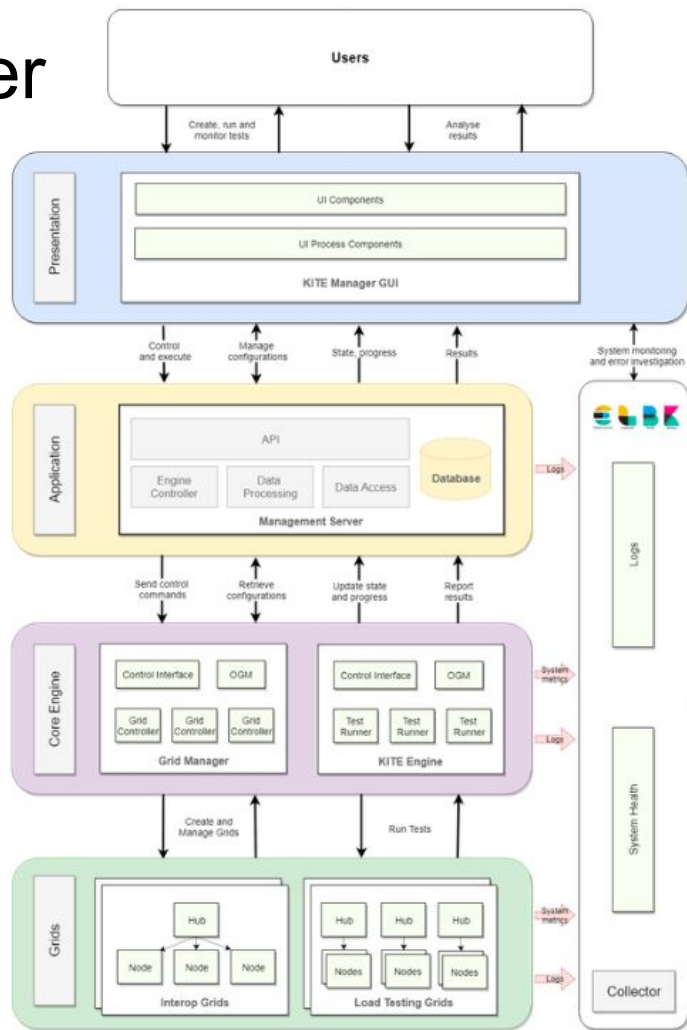 er
Users
Create, run and
monitor tests
Analyse
results
Presentation
UI Components
UI Process Components
KITE Manager GUI
Control
and execute
Manage
configurations
State, progress
Results
System monitoring
and error investigation
Application
API
Engine
Controller
Data
Processing
Data Access
Database
Management Server
Logs
ELBK
Logs
Send control
commands
Retrieve
configurations
Update state
and progress
Report
results
Core Engine
Control Interface
OGM
Grid
Controller
Grid
Controller
Grid
Controller
Grid Manager
Control Interface
OGM
Test
Runner
Test
Runner
Test
Runner
KITE Engine
System
metrics
Logs
System Health
Create and
Manage Grids
Run Tests
Grids
Hub
Node
Node
Node
Interop Grids
Hub
Hub
Hub
Nodes
Nodes
Nodes
Load Testing Grids
System
metrics
Logs
Collector